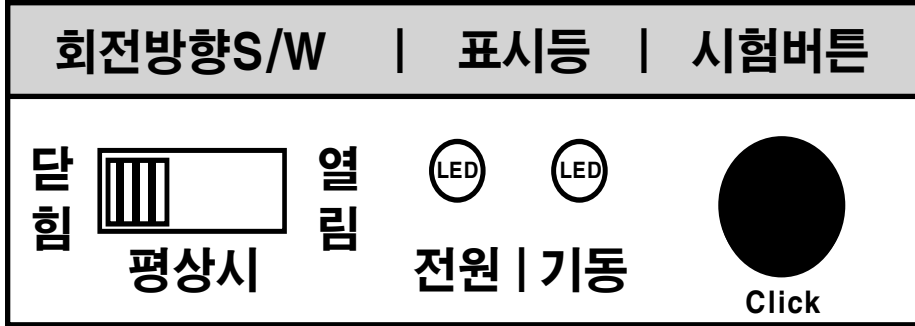 회전방향S/W | 표시등 | 시험버튼
닫힘
열림
LED LED
평상시
전원 | 기동
Click